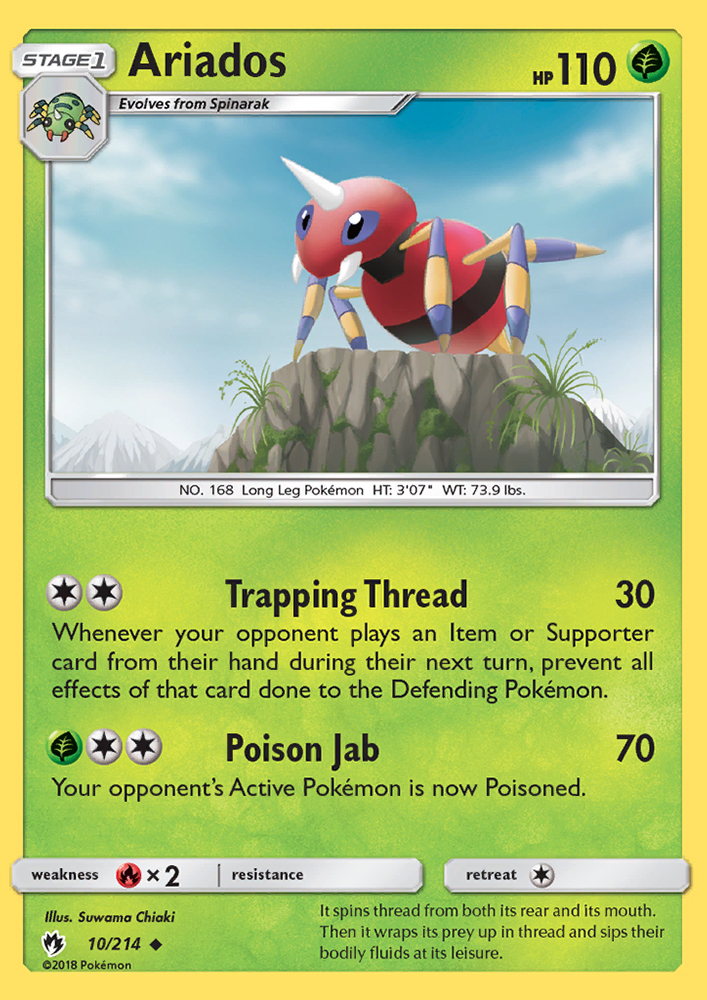 STAGE1
Ariados
HP 110
Evolves from Spinarak
NO. 168 Long Leg Pokémon HT: 3'07" WT: 73.9 lbs.
Trapping Thread 30
Whenever your opponent plays an Item or Supporter
card from their hand during their next turn, prevent all
effects of that card done to the Defending Pokémon.
Poison Jab 70
Your opponent's Active Pokémon is now Poisoned.
weakness ×2 resistance retreat
Illus. Suwama Chiaki
10/214
©2018 Pokémon
It spins thread from both its rear and its mouth.
Then it wraps its prey up in thread and sips their
bodily fluids at its leisure.